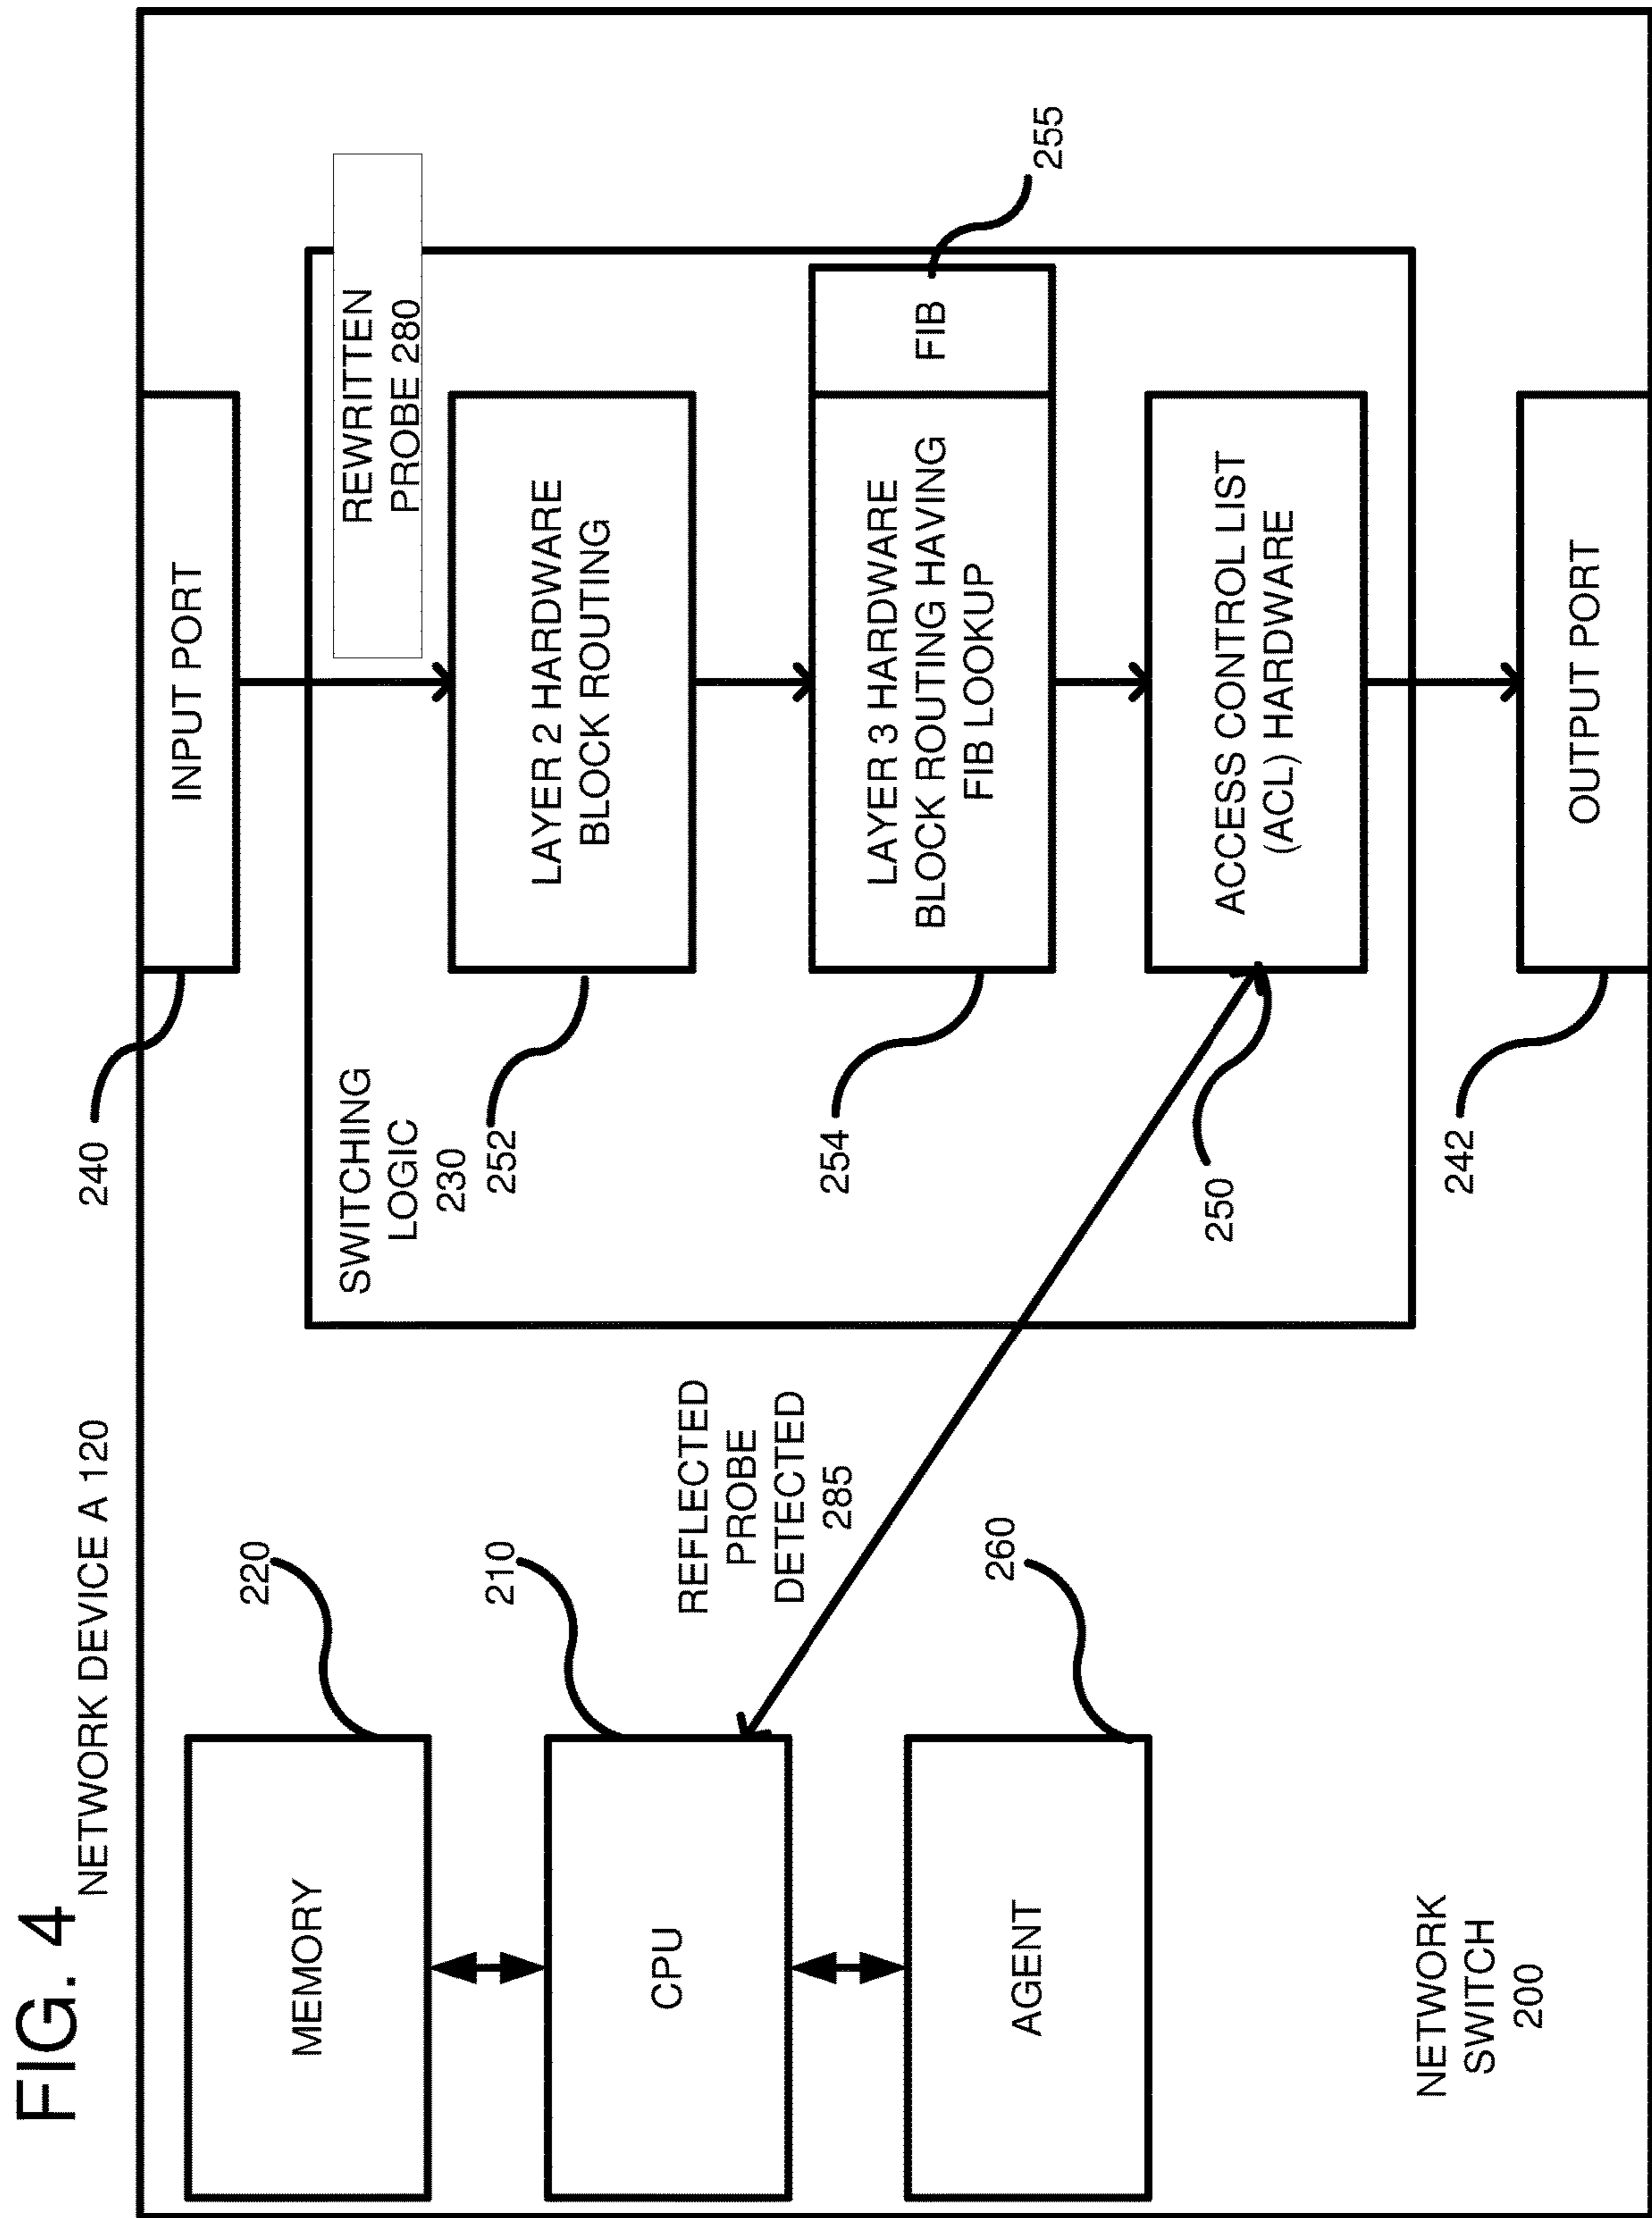 FIG. 4
NETWORK DEVICE A 120
240
INPUT PORT
220
MEMORY
SWITCHING
LOGIC
230
REWRITTEN
PROBE 280
252
LAYER 2 HARDWARE
BLOCK ROUTING
210
CPU
REFLECTED
PROBE
DETECTED
285
254
LAYER 3 HARDWARE
BLOCK ROUTING HAVING
FIB LOOKUP
FIB
255
260
AGENT
250
ACCESS CONTROL LIST
(ACL) HARDWARE
NETWORK
SWITCH
200
242
OUTPUT PORT